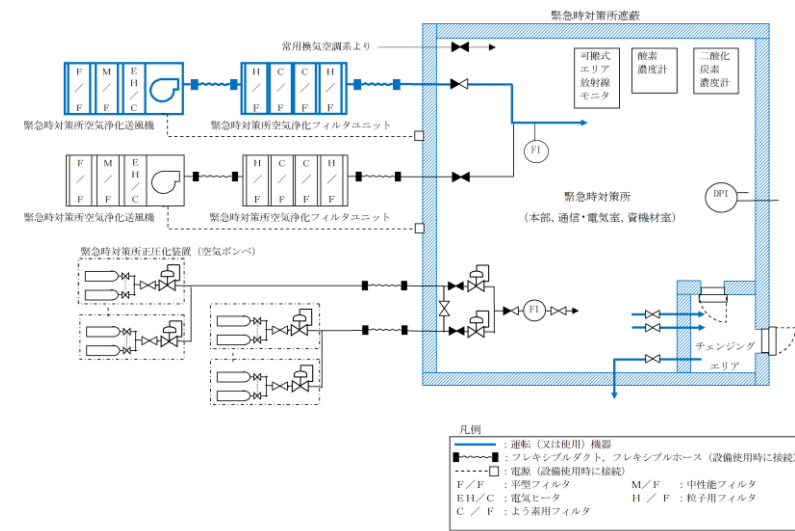 緊急時対策所遮蔽
常用換気空調系より
可搬式
エリア
放射線
モニタ
酸素
濃度計
二酸化
炭素
濃度計
F/F
M/F
EH/C
H/F
C/F
C/F
H/F
緊急時対策所空気浄化送風機
緊急時対策所空気浄化フィルタユニット
FI
F/F
M/F
EH/C
H/F
C/F
C/F
H/F
緊急時対策所空気浄化送風機
緊急時対策所空気浄化フィルタユニット
緊急時対策所
(本部,通信・電気室,資機材室)
DPI
緊急時対策所正圧化装置(空気ボンベ)
FI
チェンジング
エリア
凡例
:運転(又は使用)機器
:フレキシブルダクト,フレキシブルホース(設備使用時に接続)
:電源(設備使用時に接続)
F/F :平型フィルタ M/F :中性能フィルタ
EH/C :電気ヒータ H/F :粒子用フィルタ
C/F :よう素用フィルタ